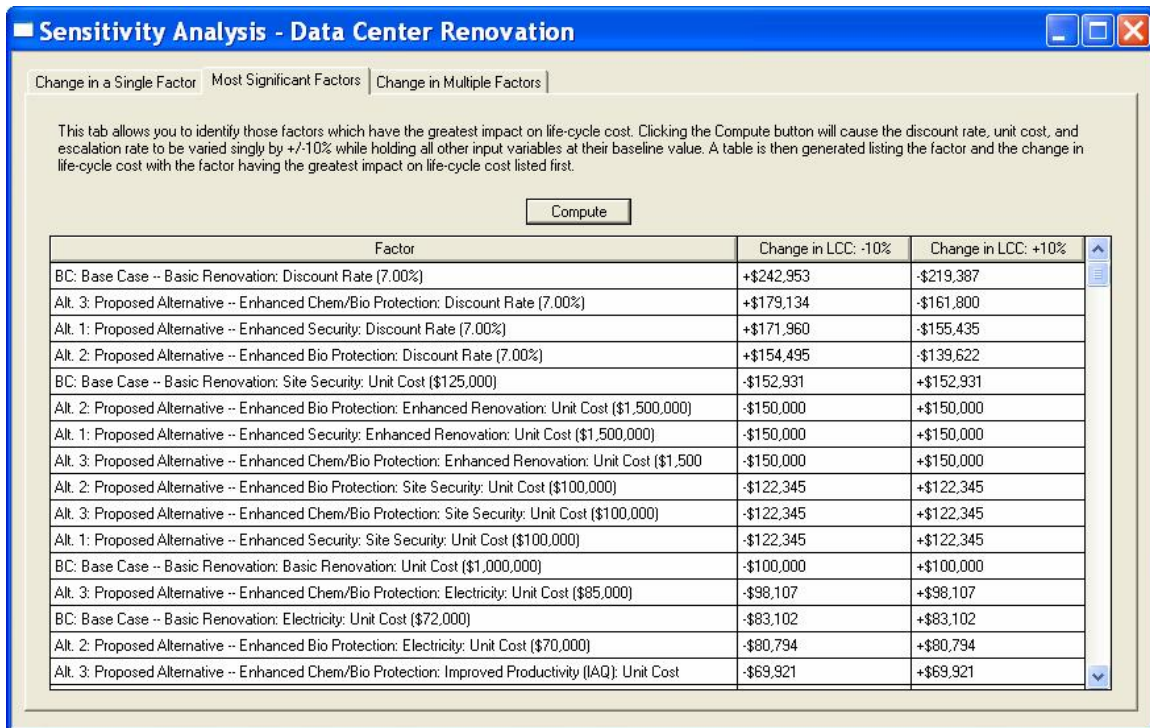 Sensitivity Analysis - Data Center Renovation
Change in a Single Factor Most Significant Factors Change in Multiple Factors
This tab allows you to identify those factors which have the greatest impact on life-cycle cost. Clicking the Compute button will cause the discount rate, unit cost, and
escalation rate to be varied singly by +/-10% while holding all other input variables at their baseline value. A table is then generated listing the factor and the change in
life-cycle cost with the factor having the greatest impact on life-cycle cost listed first.
Compute
Factor Change in LCC: -10% Change in LCC: +10%
BC: Base Case -- Basic Renovation: Discount Rate (7.00%) +$242,953 -$219,387
Alt. 3: Proposed Alternative -- Enhanced Chem/Bio Protection: Discount Rate (7.00%) +$179,134 -$161,800
Alt. 1: Proposed Alternative -- Enhanced Security: Discount Rate (7.00%) +$171,960 -$155,435
Alt. 2: Proposed Alternative -- Enhanced Bio Protection: Discount Rate (7.00%) +$154,495 -$139,622
BC: Base Case -- Basic Renovation: Site Security: Unit Cost ($125,000) -$152,931 +$152,931
Alt. 2: Proposed Alternative -- Enhanced Bio Protection: Enhanced Renovation: Unit Cost ($1,500,000) -$150,000 +$150,000
Alt. 1: Proposed Alternative -- Enhanced Security: Enhanced Renovation: Unit Cost ($1,500,000) -$150,000 +$150,000
Alt. 3: Proposed Alternative -- Enhanced Chem/Bio Protection: Enhanced Renovation: Unit Cost ($1,500 -$150,000 +$150,000
Alt. 2: Proposed Alternative -- Enhanced Bio Protection: Site Security: Unit Cost ($100,000) -$122,345 +$122,345
Alt. 3: Proposed Alternative -- Enhanced Chem/Bio Protection: Site Security: Unit Cost ($100,000) -$122,345 +$122,345
Alt. 1: Proposed Alternative -- Enhanced Security: Site Security: Unit Cost ($100,000) -$122,345 +$122,345
BC: Base Case -- Basic Renovation: Basic Renovation: Unit Cost ($1,000,000) -$100,000 +$100,000
Alt. 3: Proposed Alternative -- Enhanced Chem/Bio Protection: Electricity: Unit Cost ($85,000) -$98,107 +$98,107
BC: Base Case -- Basic Renovation: Electricity: Unit Cost ($72,000) -$83,102 +$83,102
Alt. 2: Proposed Alternative -- Enhanced Bio Protection: Electricity: Unit Cost ($70,000) -$80,794 +$80,794
Alt. 3: Proposed Alternative -- Enhanced Chem/Bio Protection: Improved Productivity (IAQ): Unit Cost -$69,921 +$69,921